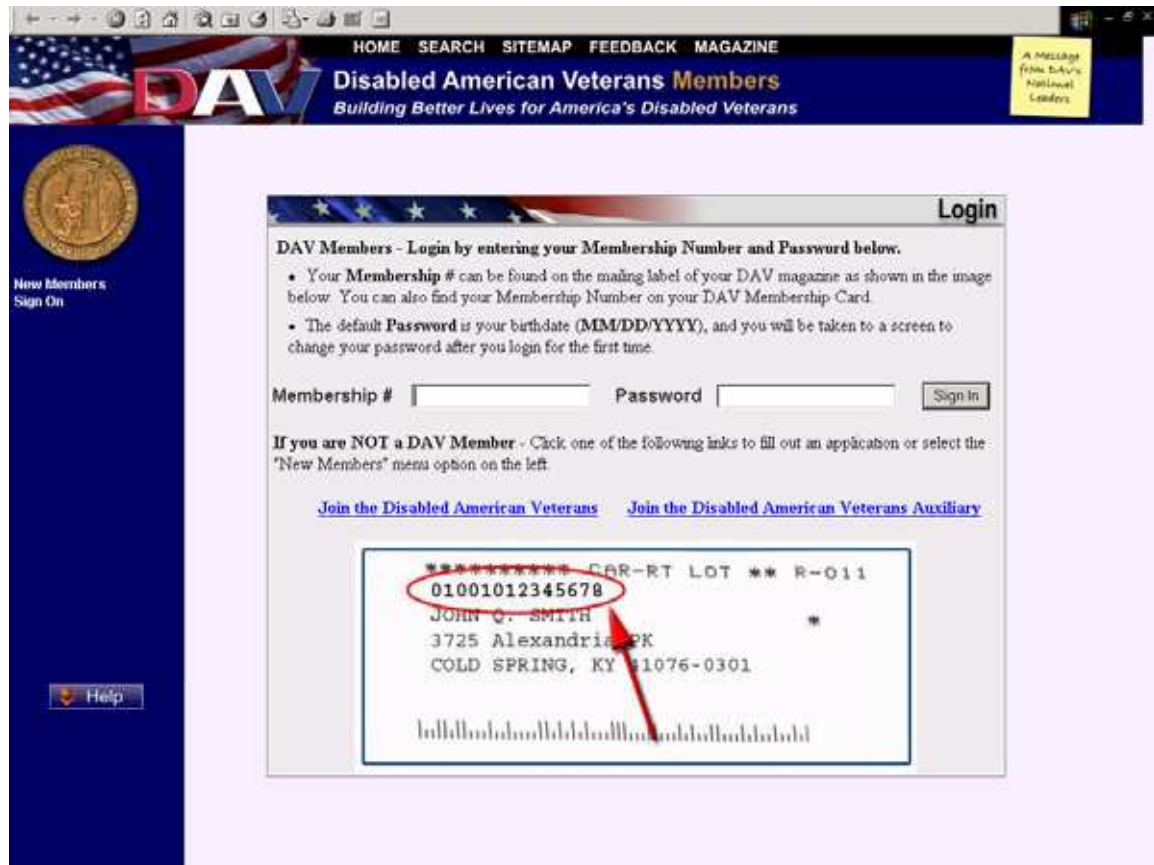 HOME SEARCH SITEMAP FEEDBACK MAGAZINE
DAV
Disabled American Veterans Members
Building Better Lives for America's Disabled Veterans
A Message
from DAV's
National
Leaders
New Members
Sign On
Help
Login
DAV Members - Login by entering your Membership Number and Password below.
• Your Membership # can be found on the mailing label of your DAV magazine as shown in the image
below. You can also find your Membership Number on your DAV Membership Card.
• The default Password is your birthdate (MM/DD/YYYY), and you will be taken to a screen to
change your password after you login for the first time.
Membership # Password Sign In
If you are NOT a DAV Member - Click one of the following links to fill out an application or select the
"New Members" menu option on the left.
Join the Disabled American Veterans Join the Disabled American Veterans Auxiliary
********** CAR-RT LOT ** R-011
01001012345678
JOHN Q. SMITH *
3725 Alexandria PK
COLD SPRING, KY 41076-0301